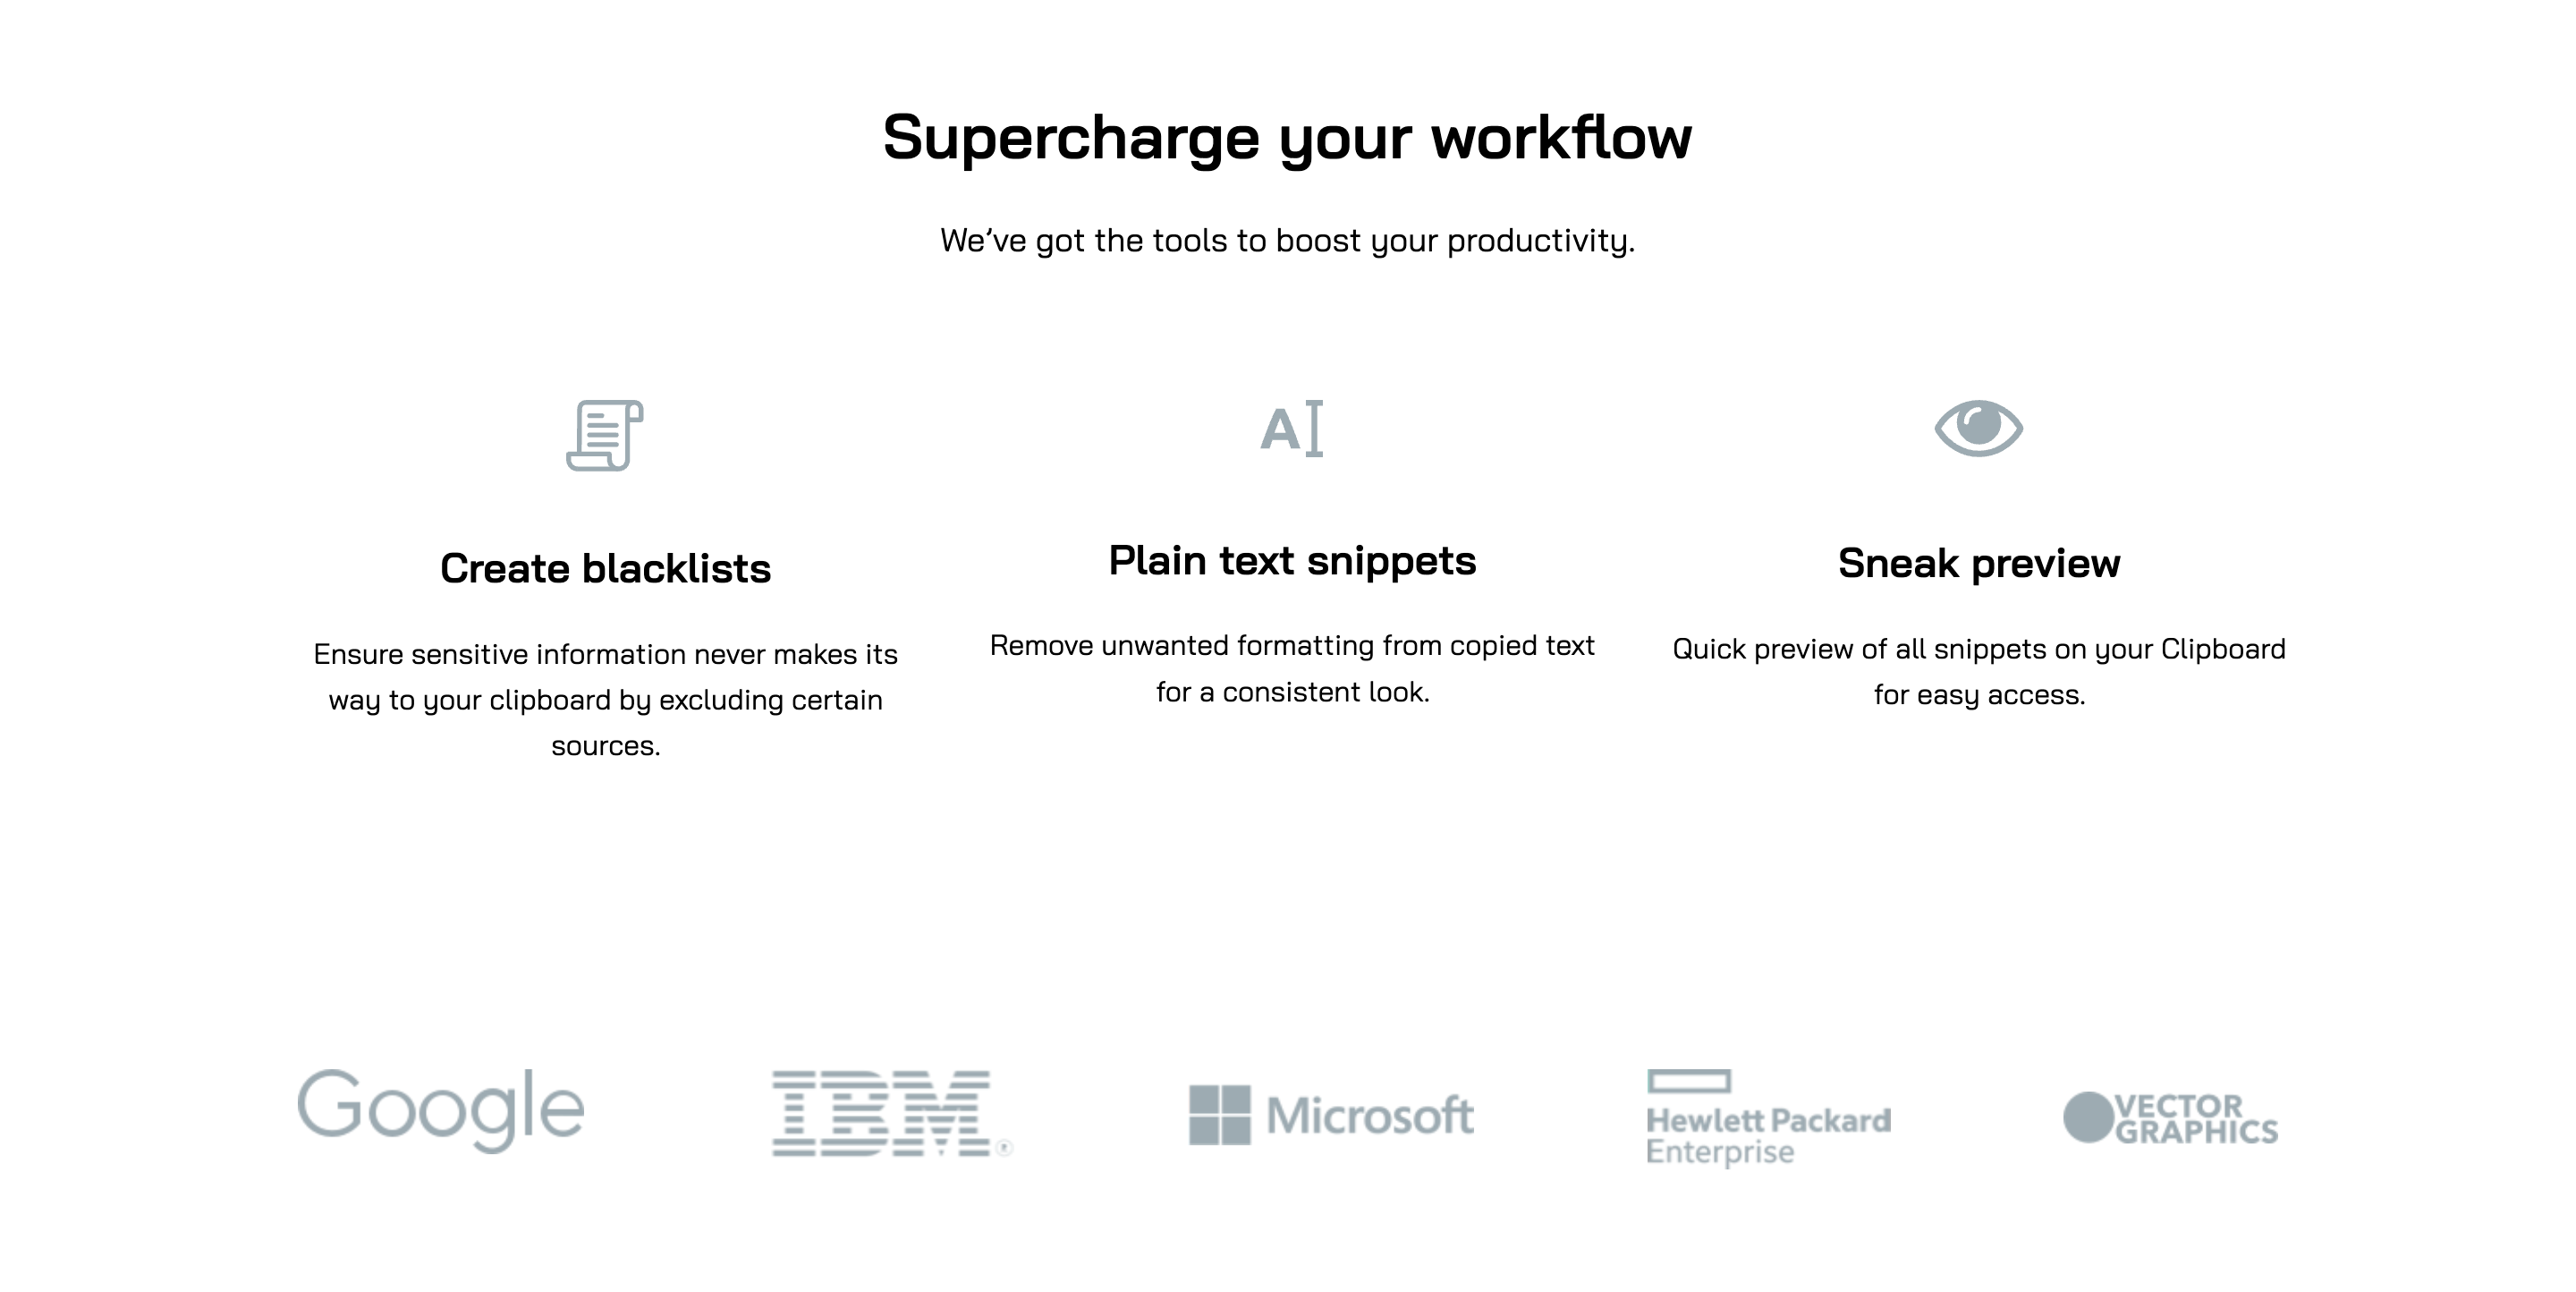 Supercharge your workflow
We’ve got the tools to boost your productivity.
A
Create blacklists
Ensure sensitive information never makes its
way to your clipboard by excluding certain
sources.
Plain text snippets
Remove unwanted formatting from copied text
for a consistent look.
Sneak preview
Quick preview of all snippets on your Clipboard
for easy access.
Google
IBM®
Microsoft
Hewlett Packard
Enterprise
VECTOR
GRAPHICS